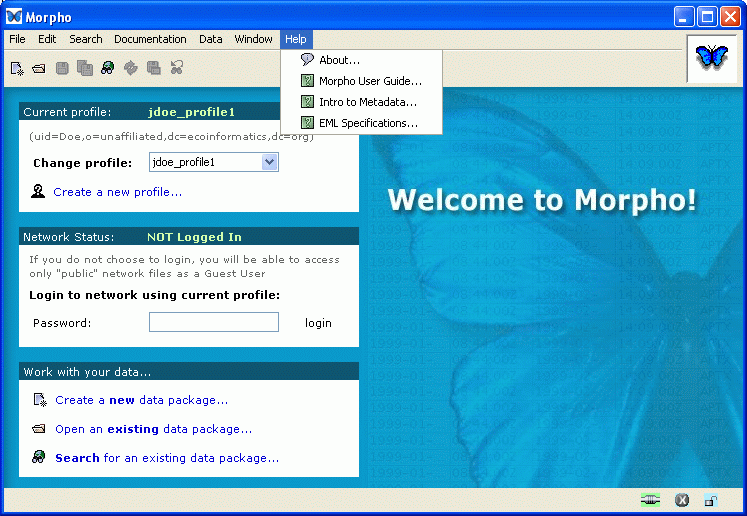 Morpho
File Edit Search Documentation Data Window Help
About...
Morpho User Guide...
Intro to Metadata...
EML Specifications...
Current profile: jdoe_profile1
(uid=Doe,o=unaffiliated,dc=ecoinformatics,dc=org)
Change profile: jdoe_profile1
Create a new profile...
Welcome to Morpho!
Network Status: NOT Logged In
If you do not choose to login, you will be able to access
only "public" network files as a Guest User
Login to network using current profile:
Password: login
Work with your data...
Create a new data package...
Open an existing data package...
Search for an existing data package...